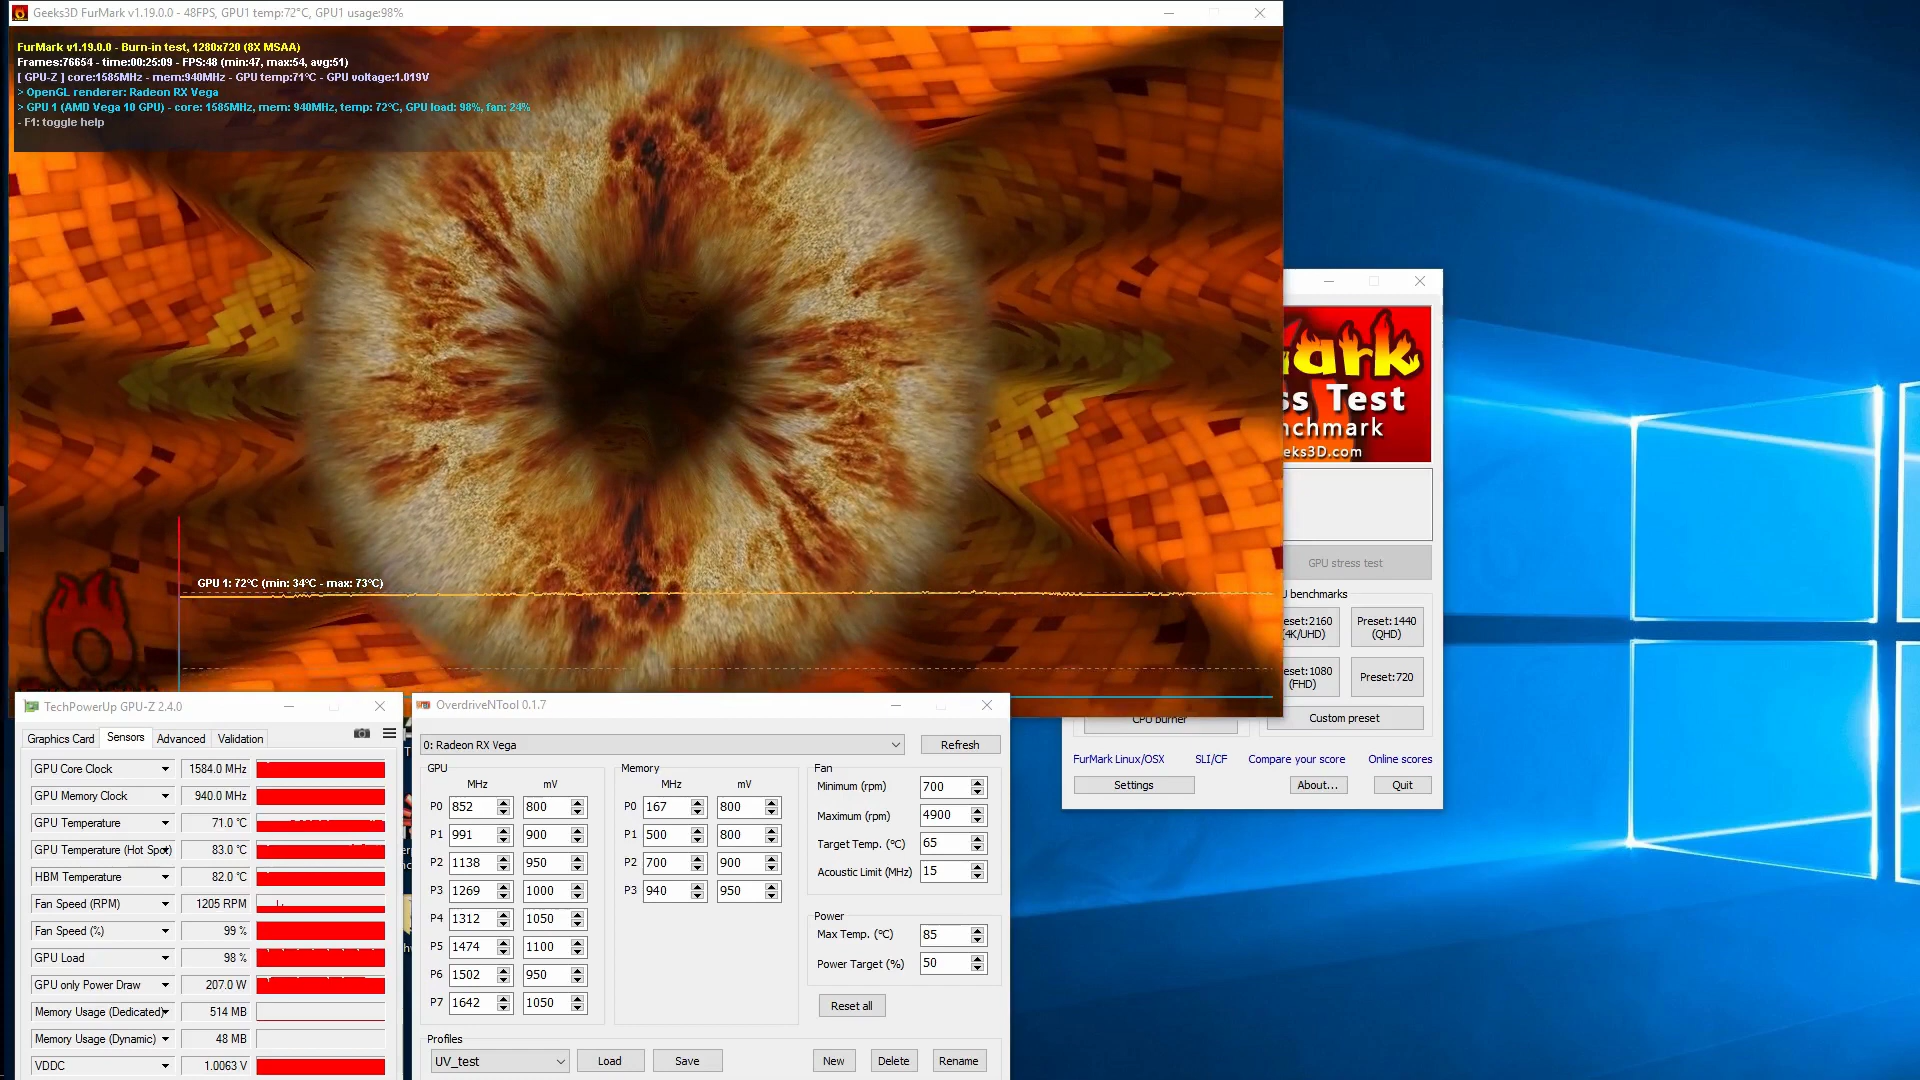 Geeks3D FurMark v1.19.0.0 - 48FPS, GPU1 temp:72°C, GPU1 usage:98%
FurMark v1.19.0.0 - Burn-in test, 1280x720 (8X MSAA)
Frames:76654 - time:00:25:09 - FPS:48 (min:47, max:54, avg:51)
[ GPU-Z ] core:1585MHz - mem:940MHz - GPU temp:71°C - GPU voltage:1.019V
> OpenGL renderer: Radeon RX Vega
> GPU 1 (AMD Vega 10 GPU) - core: 1585MHz, mem: 940MHz, temp: 72°C, GPU load: 98%, fan: 24%
- F1: toggle help
GPU 1: 72°C (min: 34°C - max: 73°C)
ark
ss Test
nchmark
eks3D.com
GPU stress test
U benchmarks
eset:2160
(4K/UHD)
Preset:1440
(QHD)
eset:1080
(FHD)
Preset:720
CPU burner
Custom preset
FurMark Linux/OSX
SLI/CF
Compare your score
Online scores
Settings
About...
Quit
TechPowerUp GPU-Z 2.4.0
Graphics Card
Sensors
Advanced
Validation
GPU Core Clock 1584.0 MHz
GPU Memory Clock 940.0 MHz
GPU Temperature 71.0 °C
GPU Temperature (Hot Spot) 83.0 °C
HBM Temperature 82.0 °C
Fan Speed (RPM) 1205 RPM
Fan Speed (%) 99 %
GPU Load 98 %
GPU only Power Draw 207.0 W
Memory Usage (Dedicated) 514 MB
Memory Usage (Dynamic) 48 MB
VDDC 1.0063 V
OverdriveNTool 0.1.7
0: Radeon RX Vega
Refresh
GPU
MHz mV
P0 852 800
P1 991 900
P2 1138 950
P3 1269 1000
P4 1312 1050
P5 1474 1100
P6 1502 950
P7 1642 1050
Memory
MHz mV
P0 167 800
P1 500 800
P2 700 900
P3 940 950
Fan
Minimum (rpm) 700
Maximum (rpm) 4900
Target Temp. (°C) 65
Acoustic Limit (MHz) 15
Power
Max Temp. (°C) 85
Power Target (%) 50
Reset all
Profiles
UV_test
Load
Save
New
Delete
Rename